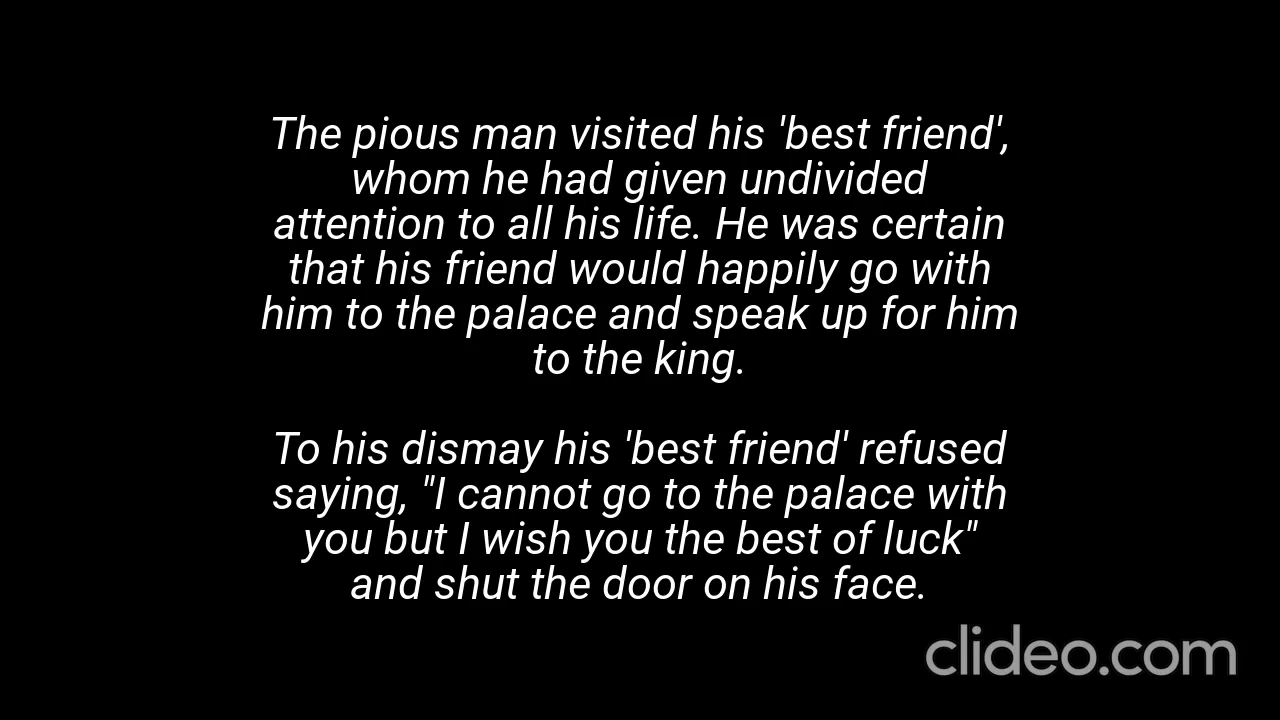 The pious man visited his 'best friend',
whom he had given undivided
attention to all his life. He was certain
that his friend would happily go with
him to the palace and speak up for him
to the king.
To his dismay his 'best friend' refused
saying, "I cannot go to the palace with
you but I wish you the best of luck"
and shut the door on his face.
clideo.com